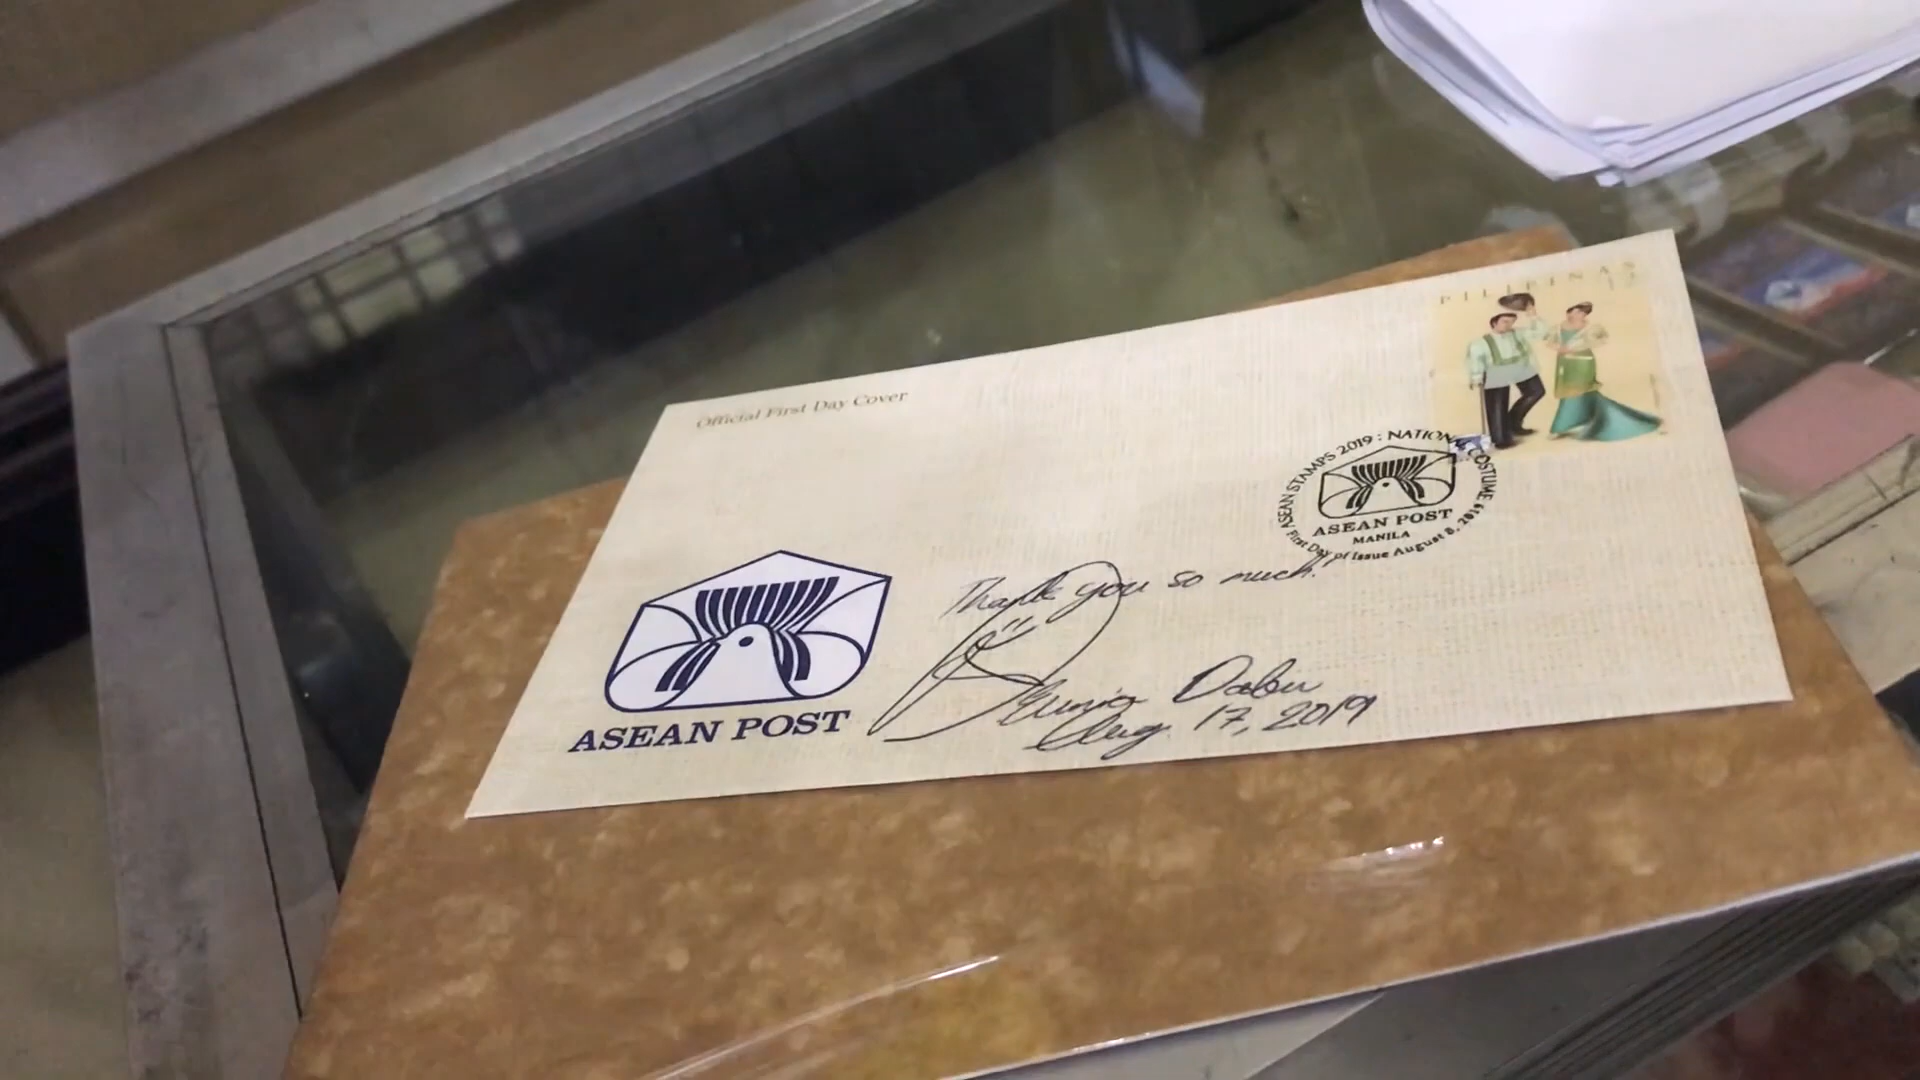 Official First Day Cover
PILIPINAS
ASEAN STAMPS 2019 : NATIONAL COSTUME
ASEAN POST
MANILA
First Day of Issue August 8, 2019
Thank you so much!
Dabu
Aug. 17, 2019
ASEAN POST